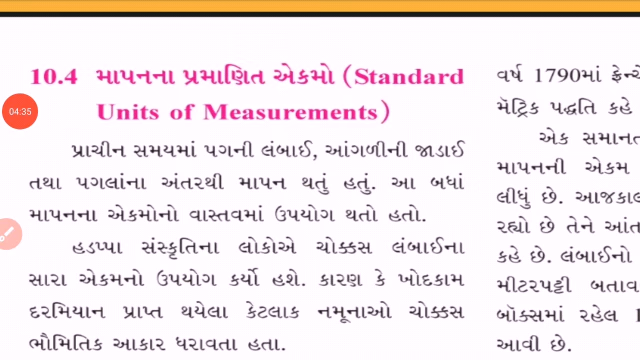 04:35
10.4 માપનના પ્રમાણિત એકમો (Standard
Units of Measurements)
પ્રાચીન સમયમાં પગની લંબાઈ, આંગળીની જાડાઈ
તથા પગલાંના અંતરથી માપન થતું હતું. આ બધાં
માપનના એકમોનો વાસ્તવમાં ઉપયોગ થતો હતો.
હડપ્પા સંસ્કૃતિના લોકોએ ચોક્કસ લંબાઈના
સારા એકમનો ઉપયોગ કર્યો હશે. કારણ કે ખોદકામ
દરમિયાન પ્રાપ્ત થયેલા કેટલાક નમૂનાઓ ચોક્કસ
ભૌમિતિક આકાર ધરાવતા હતા.
વર્ષ 1790માં
મૅટ્રિક પદ્ધતિ કહે
એક સમાનત
માપનની એકમ
લીધું છે. આજકાલ
રહ્યો છે તેને આંત
કહે છે. લંબાઈનો
મીટરપટ્ટી બતાવ
બૉક્સમાં રહેલ
આવી છે.